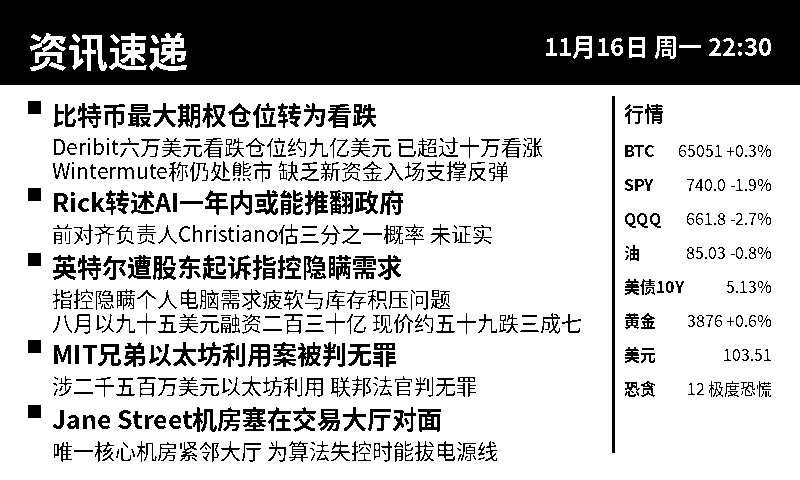 资讯速递
11月16日 周一 22:30
比特币最大期权仓位转为看跌
Deribit六万美元看跌仓位约九亿美元 已超过十万看涨
Wintermute称仍处熊市 缺乏新资金入场支撑反弹
Rick转述AI一年内或能推翻政府
前对齐负责人Christiano估三分之一概率 未证实
英特尔遭股东起诉指控隐瞒需求
指控隐瞒个人电脑需求疲软与库存积压问题
八月以九十五美元融资二百三十亿 现价约五十九跌三成七
MIT兄弟以太坊利用案被判无罪
涉二千五百万美元以太坊利用 联邦法官判无罪
Jane Street机房塞在交易大厅对面
唯一核心机房紧邻大厅 为算法失控时能拔电源线
行情
BTC 65051 +0.3%
SPY 740.0 -1.9%
QQQ 661.8 -2.7%
油 85.03 -0.8%
美债10Y 5.13%
黄金 3876 +0.6%
美元 103.51
恐贪 12 极度恐慌